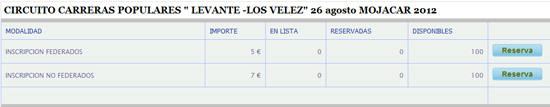 CIRCUITO CARRERAS POPULARES " LEVANTE -LOS VELEZ" 26 agosto MOJACAR 2012
MODALIDAD IMPORTE EN LISTA RESERVADAS DISPONIBLES
INSCRIPCION FEDERADOS 5 € 0 0 100 Reserva
INSCRIPCION NO FEDERADOS 7 € 0 0 100 Reserva